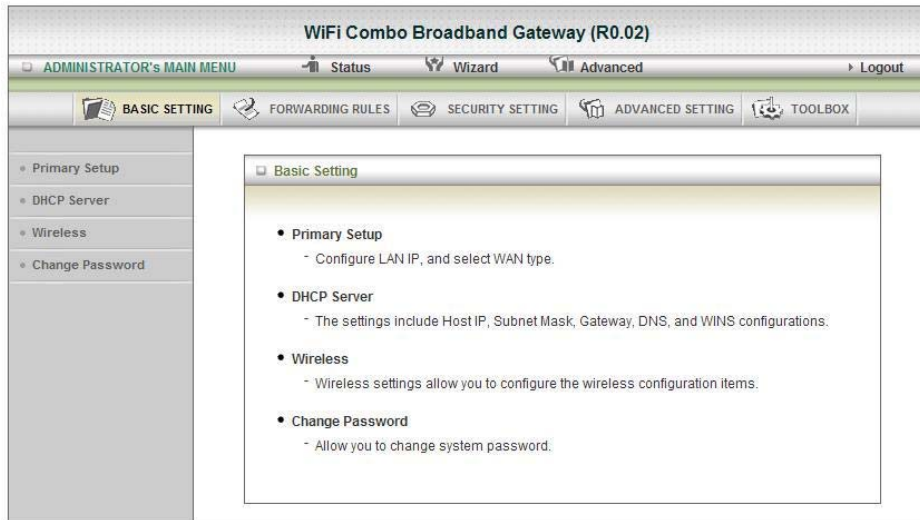 WiFi Combo Broadband Gateway (R0.02)
ADMINISTRATOR's MAIN MENU Status Wizard Advanced Logout
BASIC SETTING FORWARDING RULES SECURITY SETTING ADVANCED SETTING TOOLBOX
Primary Setup
DHCP Server
Wireless
Change Password
Basic Setting
Primary Setup
- Configure LAN IP, and select WAN type.
DHCP Server
- The settings include Host IP, Subnet Mask, Gateway, DNS, and WINS configurations.
Wireless
- Wireless settings allow you to configure the wireless configuration items.
Change Password
- Allow you to change system password.